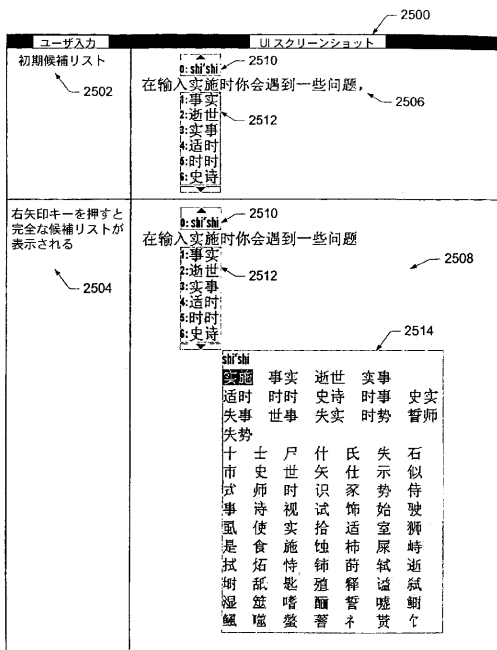 2500
ユーザ入力 UIスクリーンショット
初期候補リスト
2502
0: shi'shi 2510
在输入实施时你会遇到一些问题，
2506
1:事实
2:逝世 2512
3:实事
4:适时
5:时时
6:史诗
右矢印キーを押すと
完全な候補リストが
表示される
2504
0: shi'shi 2510
在输入实施时你会遇到一些问题
2508
1:事实
2:逝世 2512
3:实事
4:适时
5:时时
6:史诗
2514
shi'shi
实施 事实 逝世 实事
适时 时时 史诗 时事 史实
失事 世事 失实 时势 誓师
失势
十 士 尸 什 氏 失 石
市 史 世 矢 仕 示 似
式 师 时 识 豕 势 侍
事 诗 视 试 饰 始 驶
虱 使 实 拾 适 室 狮
是 食 施 蚀 柿 屎 峙
拭 炻 恃 铈 莳 轼 逝
埘 舐 匙 殖 释 谥 弑
湿 筮 嗜 酾 誓 嘘 鲥
鲺 噬 螫 蓍 礻 贳 饣